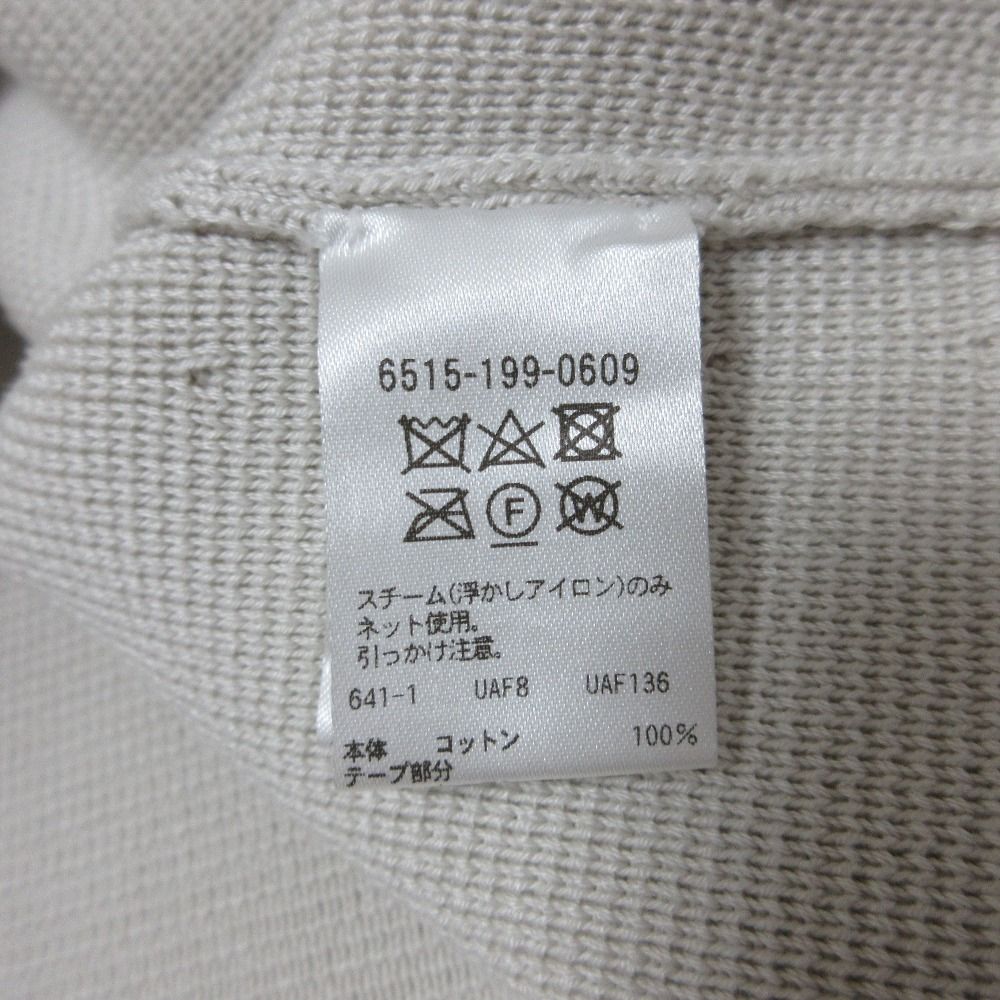 6515-199-0609
F W
スチーム(浮かしアイロン)のみ
ネット使用。
引っかけ注意。
641-1 UAF8 UAF136
本体 コットン 100%
テープ部分